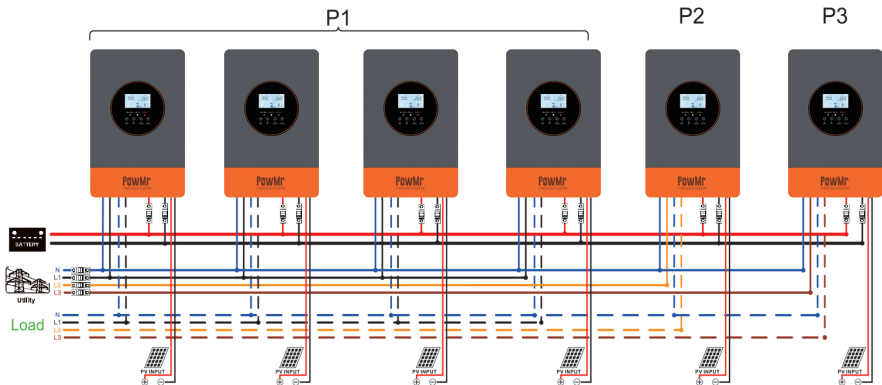 P1 P2 P3
PowMr PowMr PowMr PowMr PowMr PowMr
BATTERY
N
L1
L2
L3
Utility
Load
N
L1
L2
L3
PV INPUT PV INPUT PV INPUT PV INPUT PV INPUT PV INPUT